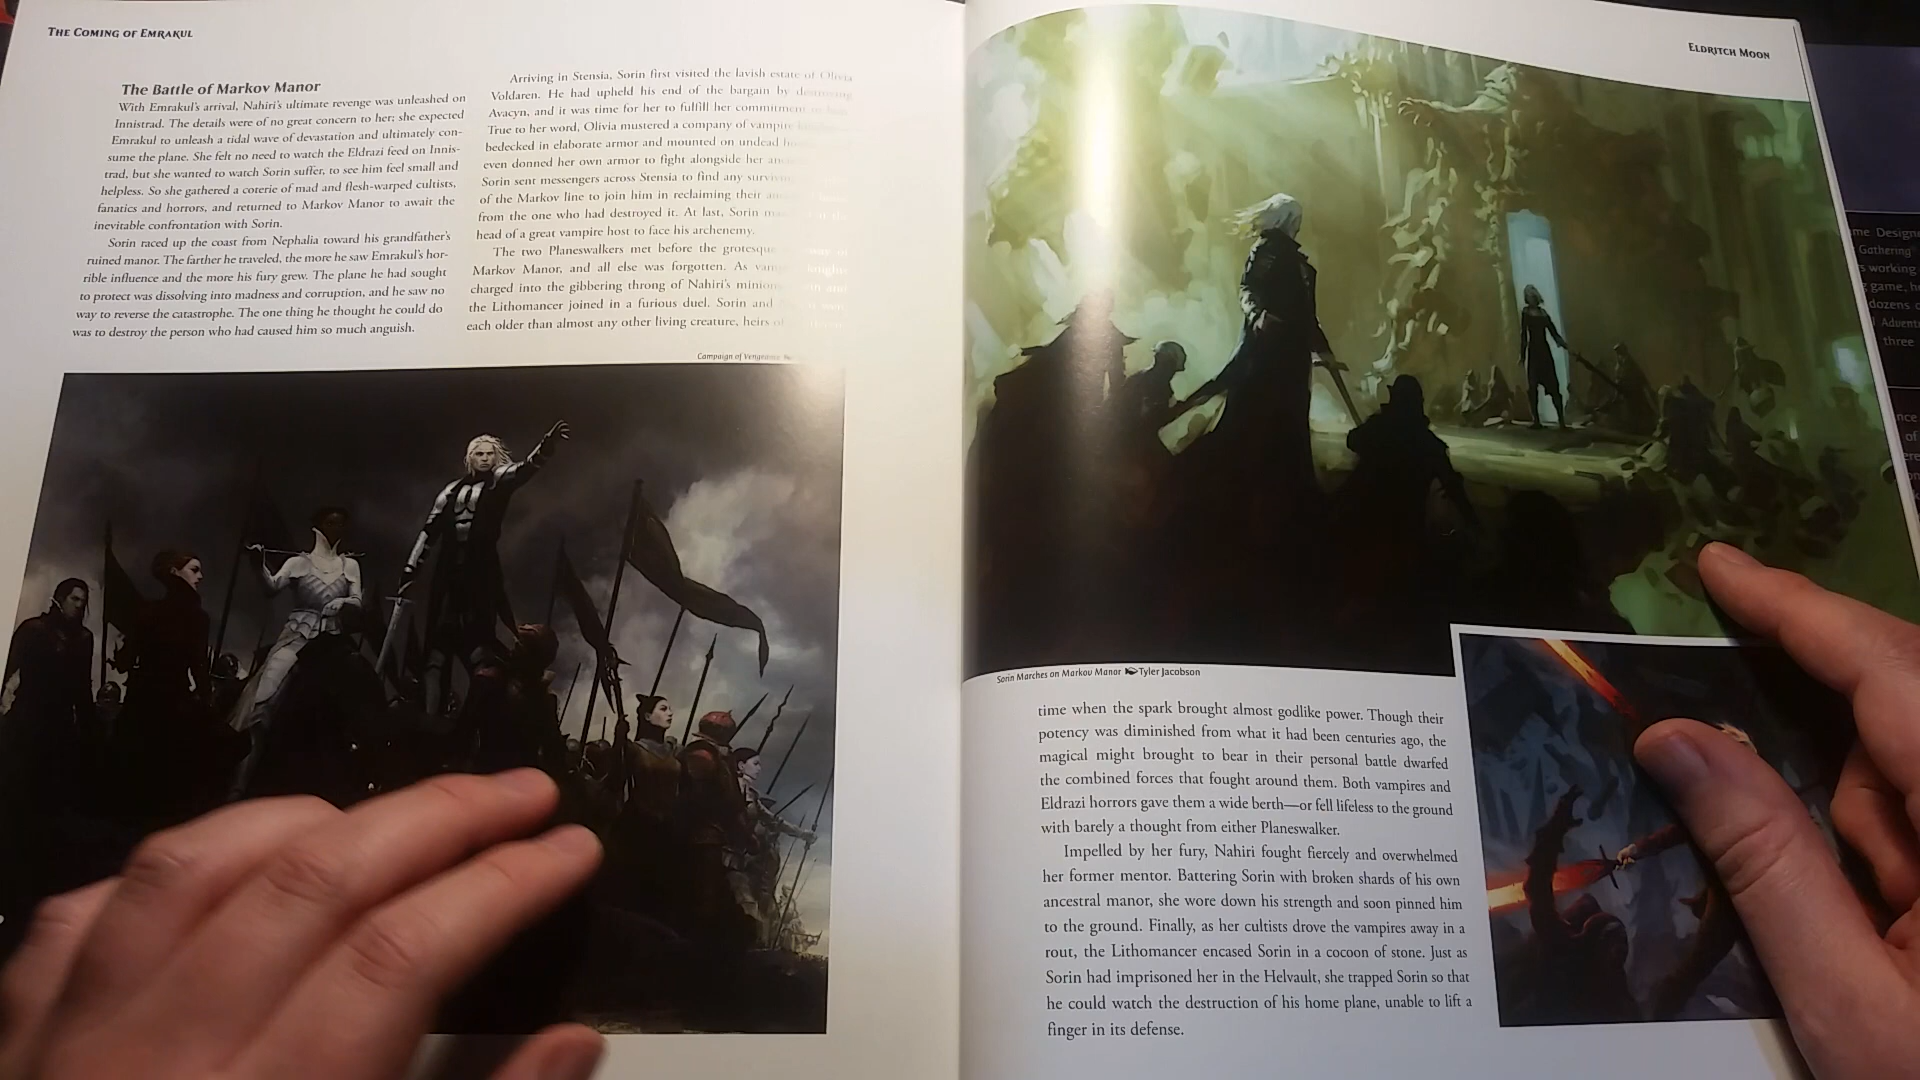 THE COMING OF EMRAKUL
The Battle of Markov Manor
With Emrakul's arrival, Nahiri's ultimate revenge was unleashed on
Innistrad. The details were of no great concern to her; she expected
Emrakul to unleash a tidal wave of devastation and ultimately con-
sume the plane. She felt no need to watch the Eldrazi feed on Innis-
trad, but she wanted to watch Sorin suffer, to see him feel small and
helpless. So she gathered a coterie of mad and flesh-warped cultists,
fanatics and horrors, and returned to Markov Manor to await the
inevitable confrontation with Sorin.
Sorin raced up the coast from Nephalia toward his grandfather's
ruined manor. The farther he traveled, the more he saw Emrakul's hor-
rible influence and the more his fury grew. The plane he had sought
to protect was dissolving into madness and corruption, and he saw no
way to reverse the catastrophe. The one thing he thought he could do
was to destroy the person who had caused him so much anguish.
Arriving in Stensia, Sorin first visited the lavish estate of Olivia
Voldaren. He had upheld his end of the bargain by destroying
Avacyn, and it was time for her to fulfill her commitment
True to her word, Olivia mustered a company of vampire
bedecked in elaborate armor and mounted on undead
even donned her own armor to fight alongside her
Sorin sent messengers across Stensia to find any
of the Markov line to join him in reclaiming their
from the one who had destroyed it. At last, Sorin
head of a great vampire host to face his archenemy.
The two Planeswalkers met before the
Markov Manor, and all else was forgotten. As
charged into the gibbering throng of Nahiri's
the Lithomancer joined in a furious duel. Sorin and
each older than almost any other living creature, heirs
Campaign of Vengeance
ELDRITCH MOON
Sorin Marches on Markov Manor Tyler Jacobson
time when the spark brought almost godlike power. Though their
potency was diminished from what it had been centuries ago, the
magical might brought to bear in their personal battle dwarfed
the combined forces that fought around them. Both vampires and
Eldrazi horrors gave them a wide berth—or fell lifeless to the ground
with barely a thought from either Planeswalker.
Impelled by her fury, Nahiri fought fiercely and overwhelmed
her former mentor. Battering Sorin with broken shards of his own
ancestral manor, she wore down his strength and soon pinned him
to the ground. Finally, as her cultists drove the vampires away in a
rout, the Lithomancer encased Sorin in a cocoon of stone. Just as
Sorin had imprisoned her in the Helvault, she trapped Sorin so that
he could watch the destruction of his home plane, unable to lift a
finger in its defense.
Gathering
working
game,
dozens
three
of